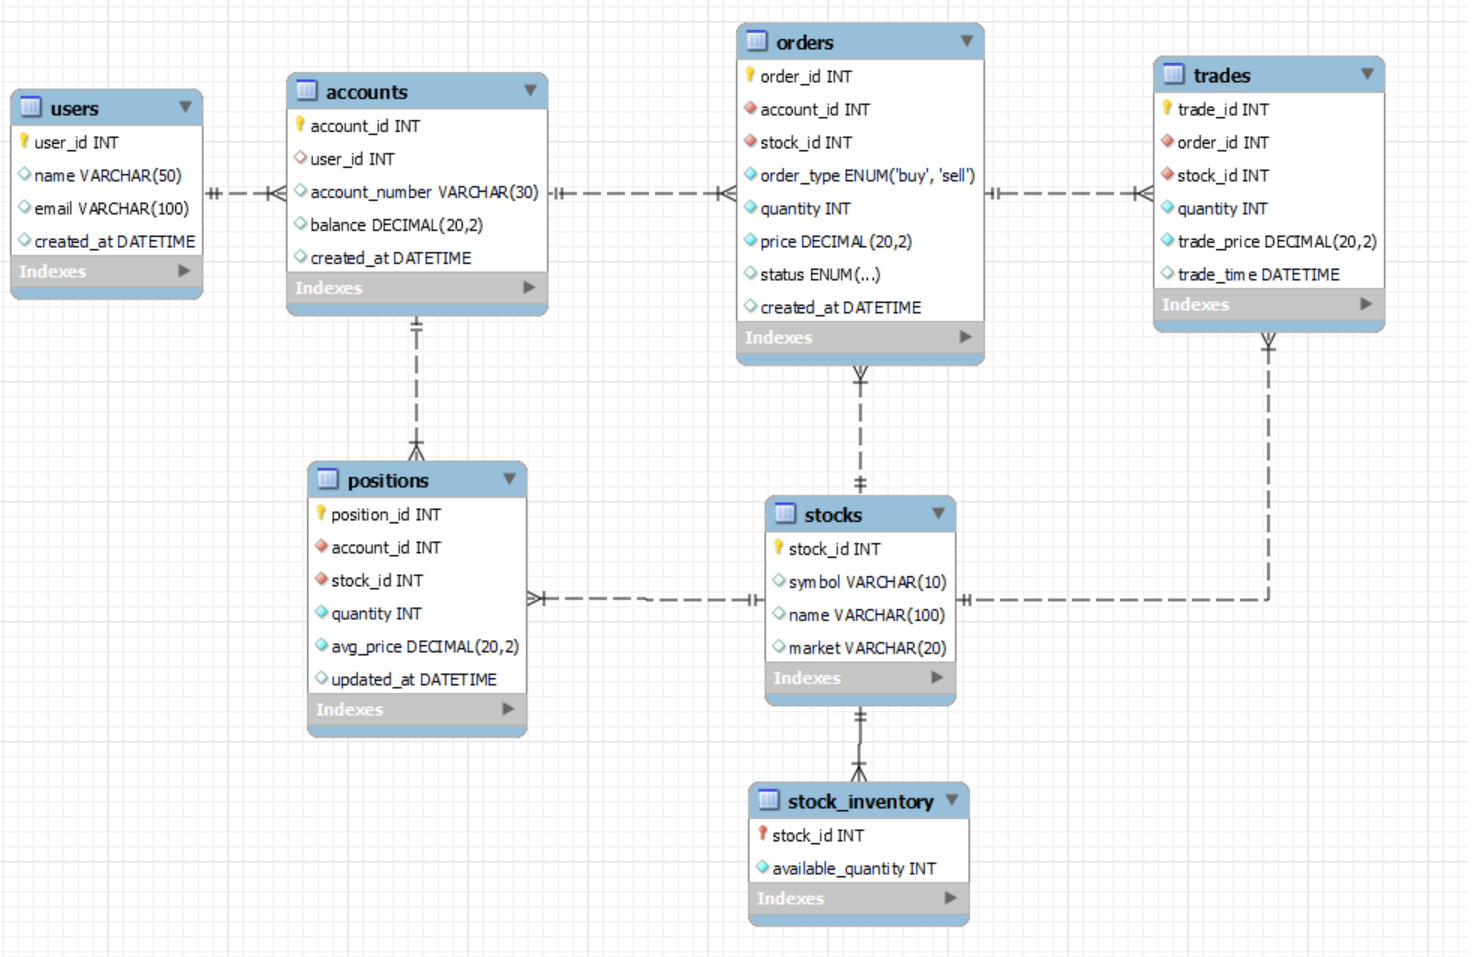 users
user_id INT
name VARCHAR(50)
email VARCHAR(100)
created_at DATETIME
Indexes
accounts
account_id INT
user_id INT
account_number VARCHAR(30)
balance DECIMAL(20,2)
created_at DATETIME
Indexes
orders
order_id INT
account_id INT
stock_id INT
order_type ENUM('buy', 'sell')
quantity INT
price DECIMAL(20,2)
status ENUM(...)
created_at DATETIME
Indexes
trades
trade_id INT
order_id INT
stock_id INT
quantity INT
trade_price DECIMAL(20,2)
trade_time DATETIME
Indexes
positions
position_id INT
account_id INT
stock_id INT
quantity INT
avg_price DECIMAL(20,2)
updated_at DATETIME
Indexes
stocks
stock_id INT
symbol VARCHAR(10)
name VARCHAR(100)
market VARCHAR(20)
Indexes
stock_inventory
stock_id INT
available_quantity INT
Indexes